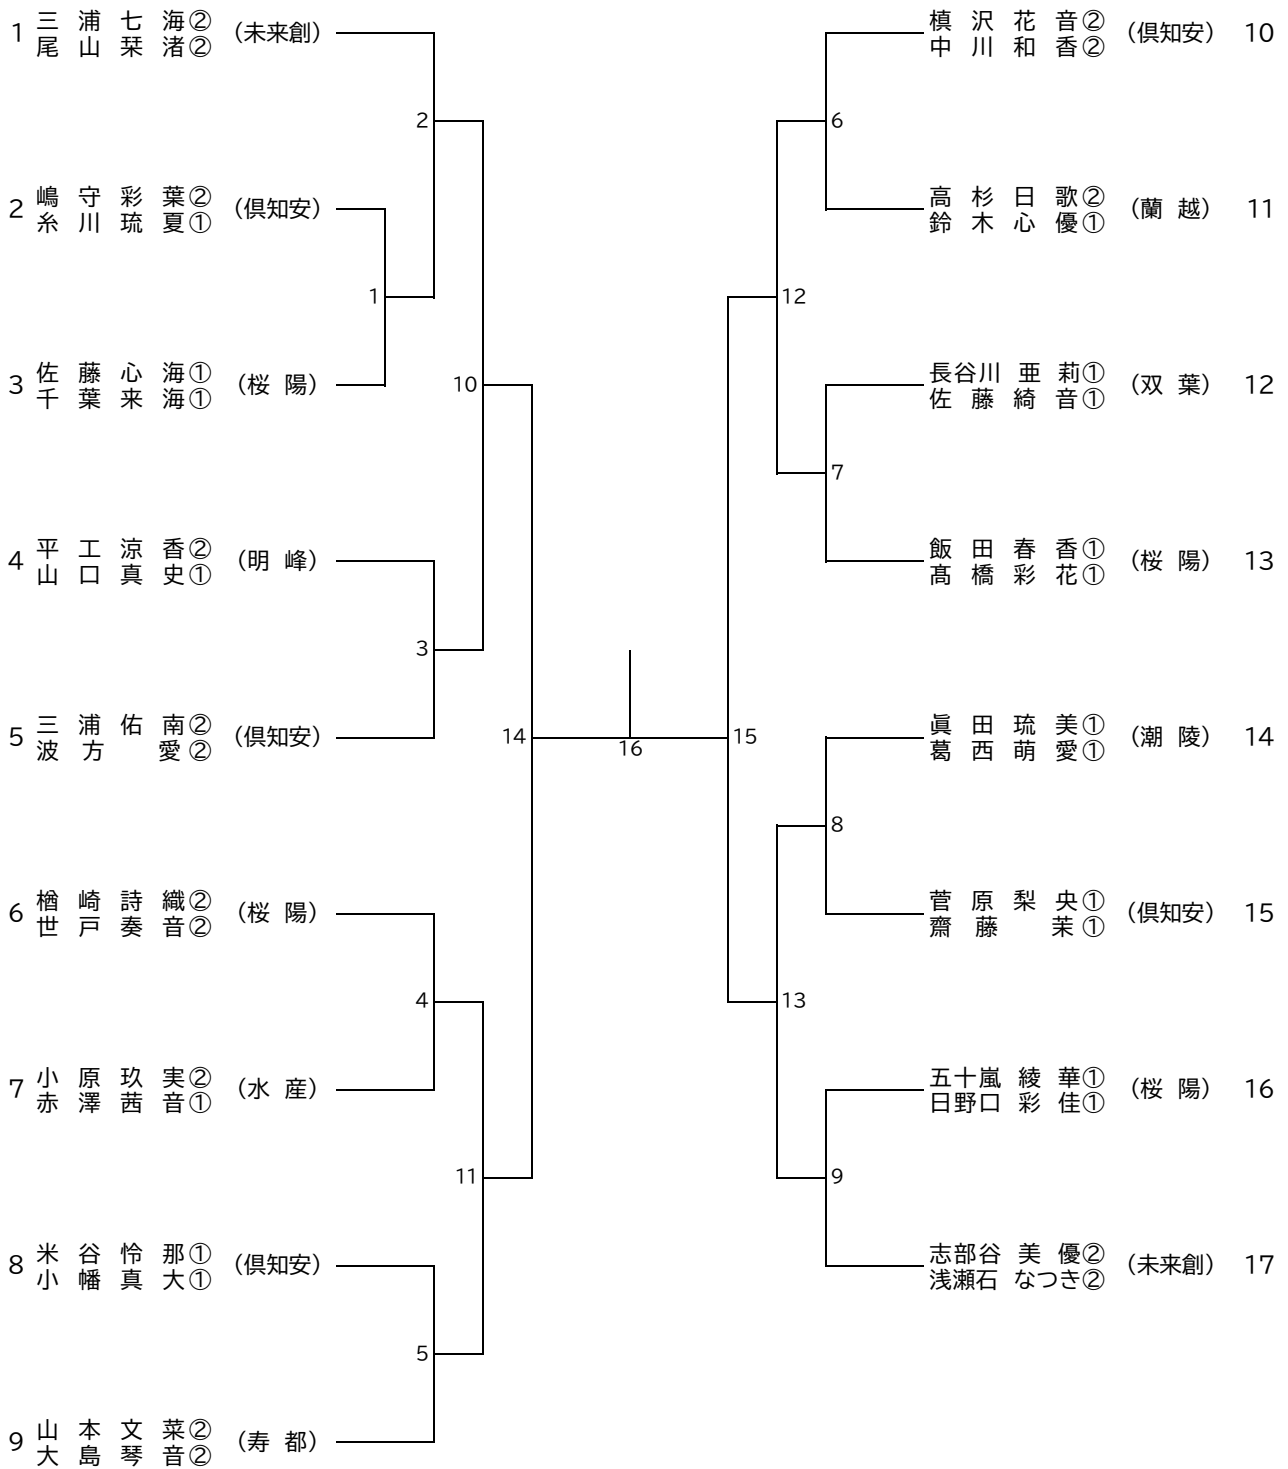 1 三浦七海② (未来創)
尾山栞渚②
2
2 嶋守彩葉② (倶知安)
糸川琉夏①
1
3 佐藤心海① (桜陽)
千葉来海①
10
4 平工涼香② (明峰)
山口真史①
3
5 三浦佑南② (倶知安)
波方愛②
14
6 楢崎詩織② (桜陽)
世戸奏音②
4
7 小原玖実② (水産)
赤澤茜音①
11
8 米谷怜那① (倶知安)
小幡真大①
5
9 山本文菜② (寿都)
大島琴音②
16
槙沢花音② (倶知安) 10
中川和香②
6
高杉日歌② (蘭越) 11
鈴木心優①
12
長谷川亜莉① (双葉) 12
佐藤綺音①
7
飯田春香① (桜陽) 13
髙橋彩花①
15
眞田琉美① (潮陵) 14
葛西萌愛①
8
菅原梨央① (倶知安) 15
齋藤茉①
13
五十嵐綾華① (桜陽) 16
日野口彩佳①
9
志部谷美優② (未来創) 17
浅瀬石なつき②